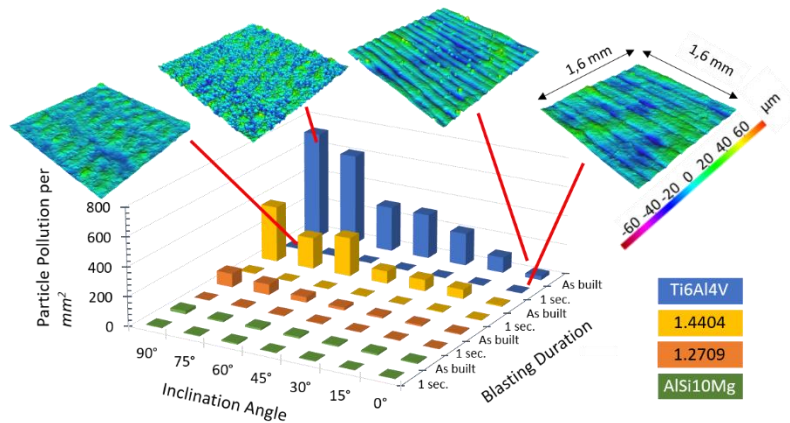 1,6 mm
1,6 mm
μm
60
40
20
0
-20
-40
-60
Particle Pollution per
mm²
800
600
400
200
0
90°
75°
60°
45°
30°
15°
0°
Inclination Angle
As built
1 sec.
As built
1 sec.
As built
1 sec.
As built
1 sec.
Blasting Duration
Ti6Al4V
1.4404
1.2709
AlSi10Mg